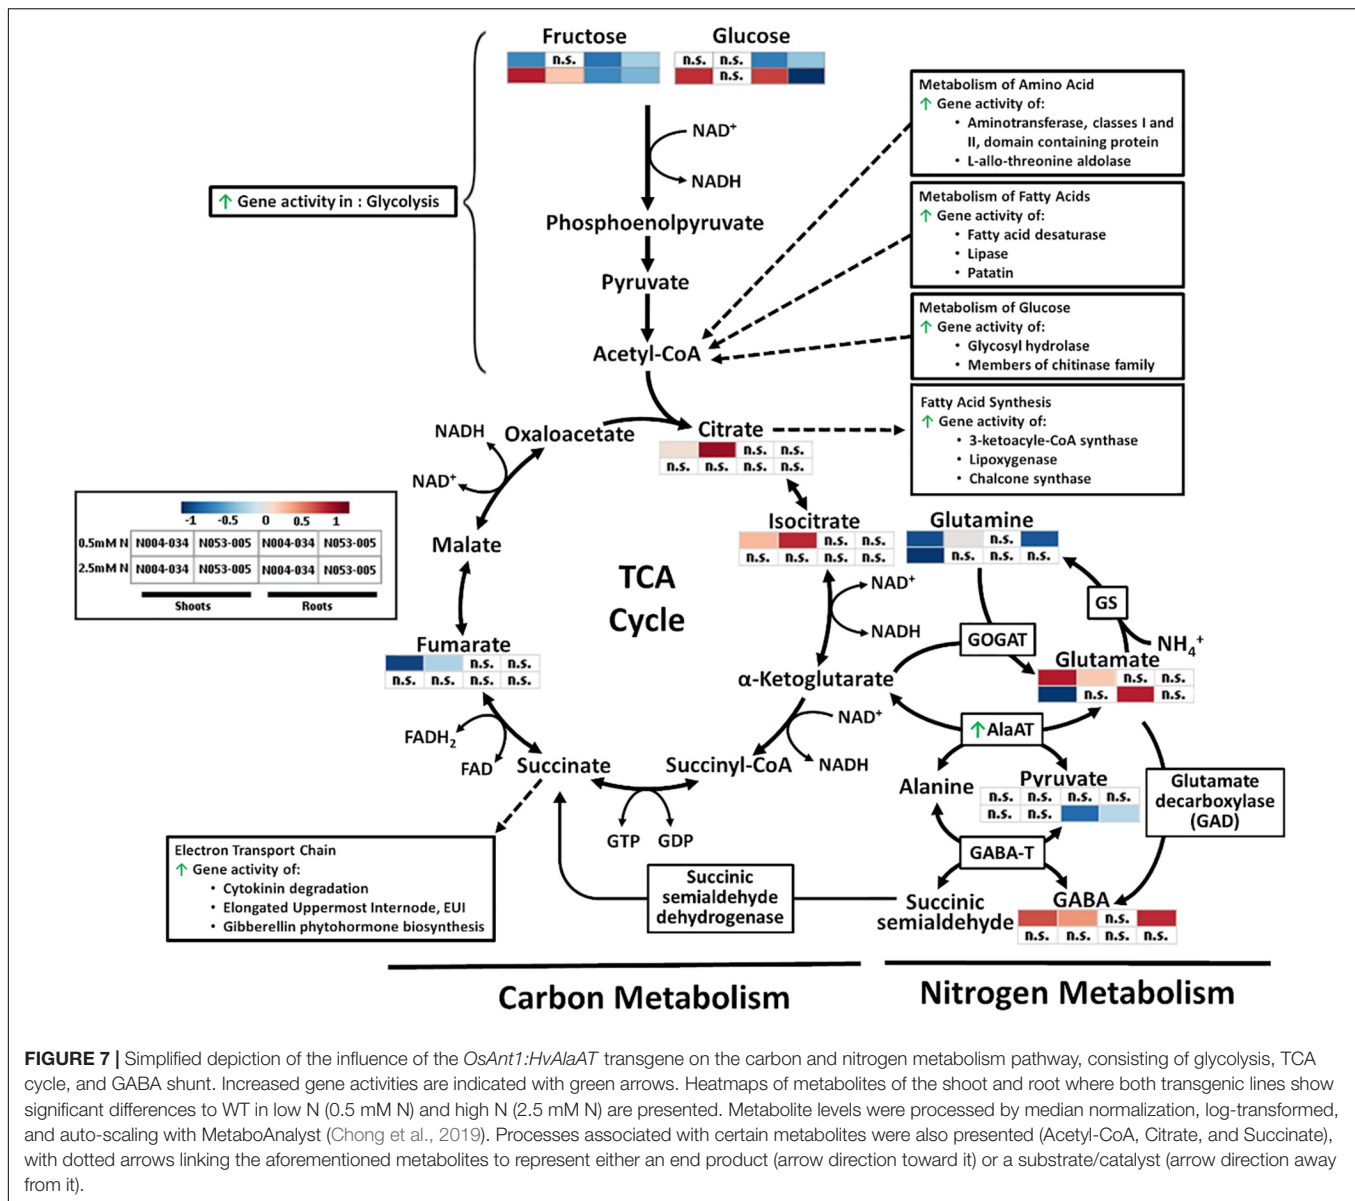 Fructose
n.s.
Glucose
n.s. n.s.
n.s.
NAD+
NADH
↑ Gene activity in : Glycolysis
Phosphoenolpyruvate
Pyruvate
Acetyl-CoA
Metabolism of Amino Acid
↑ Gene activity of:
• Aminotransferase, classes I and
II, domain containing protein
• L-allo-threonine aldolase
Metabolism of Fatty Acids
↑ Gene activity of:
• Fatty acid desaturase
• Lipase
• Patatin
Metabolism of Glucose
↑ Gene activity of:
• Glycosyl hydrolase
• Members of chitinase family
Fatty Acid Synthesis
↑ Gene activity of:
• 3-ketoacyle-CoA synthase
• Lipoxygenase
• Chalcone synthase
Oxaloacetate
Citrate
n.s. n.s.
n.s. n.s. n.s. n.s.
NADH
NAD+
Malate
-1 -0.5 0 0.5 1
0.5mM N N004-034 N053-005 N004-034 N053-005
2.5mM N N004-034 N053-005 N004-034 N053-005
Shoots Roots
TCA
Cycle
Isocitrate
n.s. n.s.
n.s. n.s. n.s. n.s.
Glutamine
n.s.
n.s. n.s. n.s.
NAD+
NADH
GS
GOGAT
NH4+
Fumarate
n.s. n.s.
n.s. n.s. n.s. n.s.
α-Ketoglutarate
Glutamate
n.s. n.s.
n.s. n.s.
NAD+
NADH
↑AlaAT
FADH2
FAD
Succinate
Succinyl-CoA
GTP
GDP
Alanine
Pyruvate
n.s. n.s. n.s. n.s.
n.s. n.s.
Glutamate
decarboxylase
(GAD)
GABA-T
Electron Transport Chain
↑ Gene activity of:
• Cytokinin degradation
• Elongated Uppermost Internode, EUI
• Gibberellin phytohormone biosynthesis
Succinic
semialdehyde
dehydrogenase
Succinic
semialdehyde
GABA
n.s.
n.s. n.s. n.s. n.s.
Carbon Metabolism
Nitrogen Metabolism
FIGURE 7 | Simplified depiction of the influence of the OsAnt1:HvAlaAT transgene on the carbon and nitrogen metabolism pathway, consisting of glycolysis, TCA
cycle, and GABA shunt. Increased gene activities are indicated with green arrows. Heatmaps of metabolites of the shoot and root where both transgenic lines show
significant differences to WT in low N (0.5 mM N) and high N (2.5 mM N) are presented. Metabolite levels were processed by median normalization, log-transformed,
and auto-scaling with MetaboAnalyst (Chong et al., 2019). Processes associated with certain metabolites were also presented (Acetyl-CoA, Citrate, and Succinate),
with dotted arrows linking the aforementioned metabolites to represent either an end product (arrow direction toward it) or a substrate/catalyst (arrow direction away
from it).